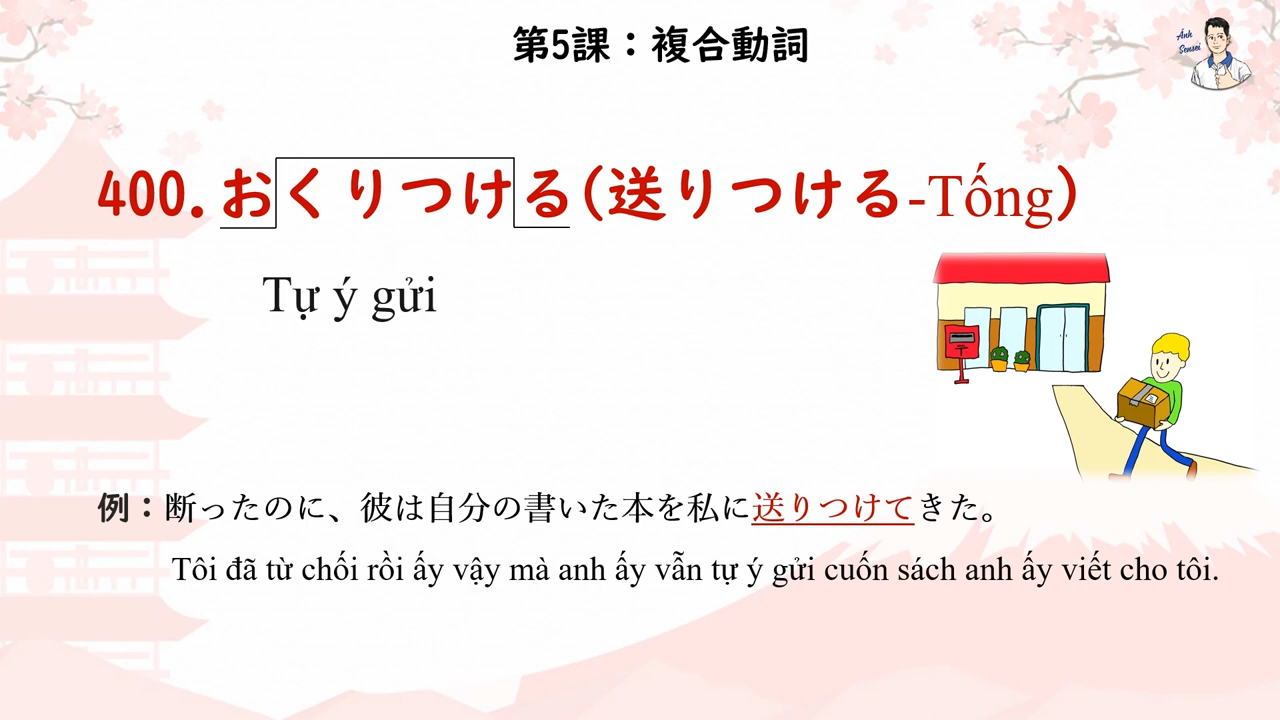 第5課：複合動詞
Ánh
Sensei
400.おくりつける(送りつける-Tống)
Tự ý gửi
例：断ったのに、彼は自分の書いた本を私に送りつけてきた。
Tôi đã từ chối rồi ấy vậy mà anh ấy vẫn tự ý gửi cuốn sách anh ấy viết cho tôi.